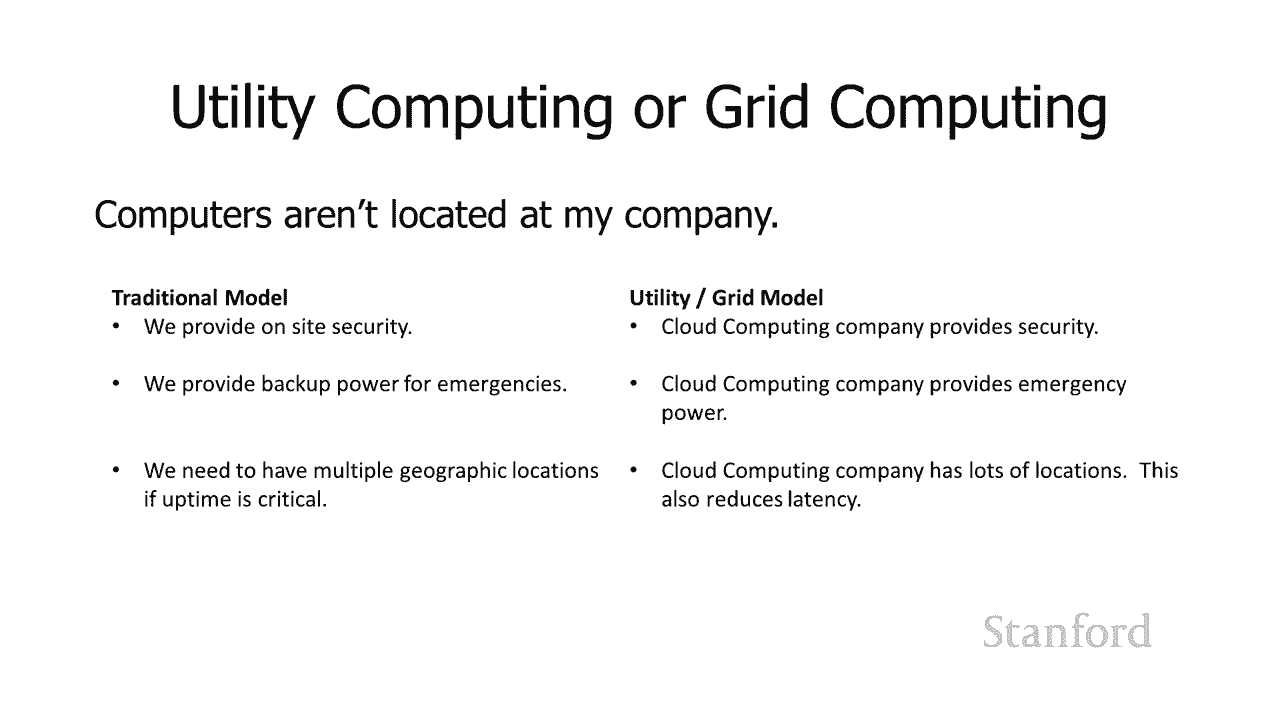 Utility Computing or Grid Computing
Computers aren’t located at my company.
Traditional Model
• We provide on site security.
• We provide backup power for emergencies.
• We need to have multiple geographic locations
if uptime is critical.
Utility / Grid Model
• Cloud Computing company provides security.
• Cloud Computing company provides emergency
power.
• Cloud Computing company has lots of locations.  This
also reduces latency.
Stanford